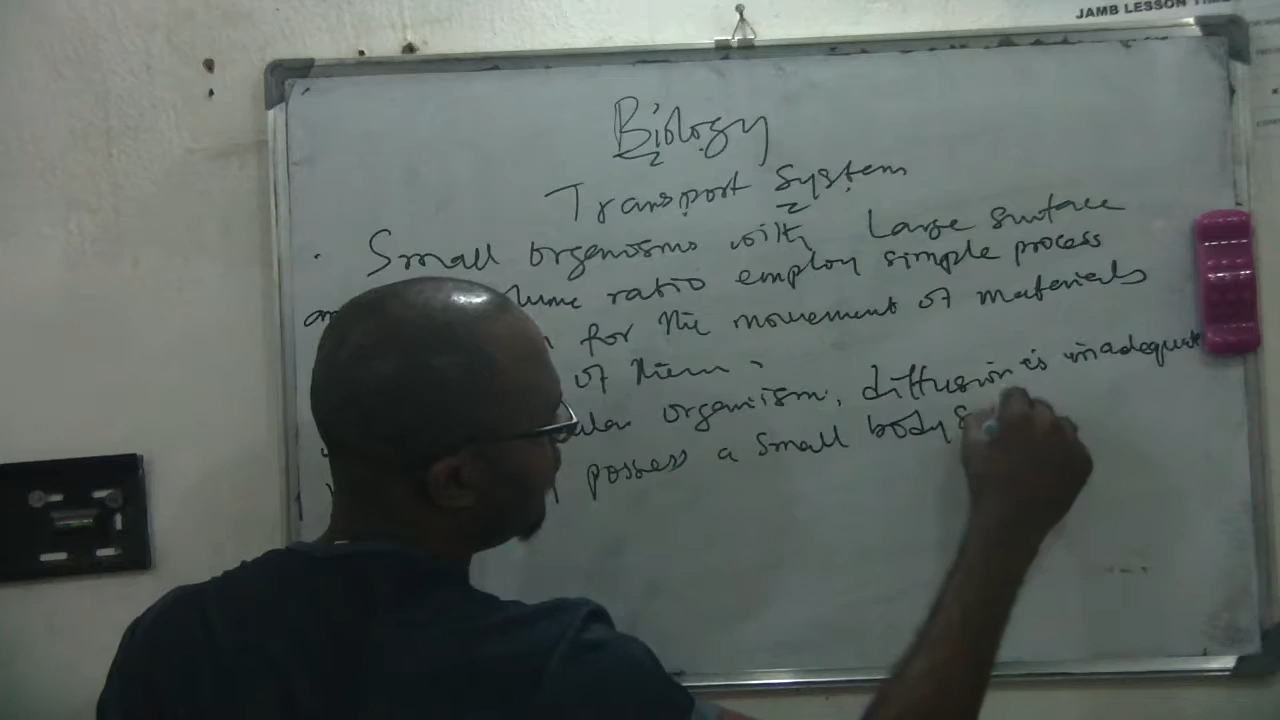 JAMB LESSON TIME
Biology
Transport System
. Small organisms with Large surface
ratio employ simple process
for the movement of materials
of them.
organism, diffusion is inadequate
possess a small body